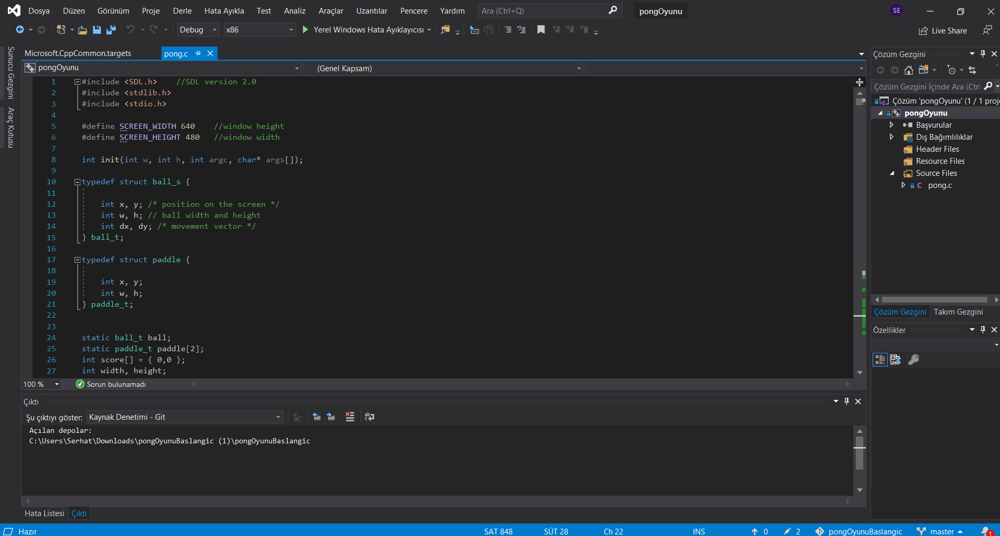 Dosya Düzen Görünüm Proje Derle Hata Ayıkla Test Analiz Araçlar Uzantılar Pencere Yardım Ara (Ctrl+Q) pongOyunu SE
Debug x86 Yerel Windows Hata Ayıklayıcısı Live Share
Sunucu Gezgini
Araç Kutusu
Microsoft.CppCommon.targets pong.c
pongOyunu (Genel Kapsam)
1 #include <SDL.h> //SDL version 2.0
2 #include <stdlib.h>
3 #include <stdio.h>
4
5 #define SCREEN_WIDTH 640 //window height
6 #define SCREEN_HEIGHT 480 //window width
7
8 int init(int w, int h, int argc, char* args[]);
9
10 typedef struct ball_s {
11
12 int x, y; /* position on the screen */
13 int w, h; // ball width and height
14 int dx, dy; /* movement vector */
15 } ball_t;
16
17 typedef struct paddle {
18
19 int x, y;
20 int w, h;
21 } paddle_t;
22
23
24 static ball_t ball;
25 static paddle_t paddle[2];
26 int score[] = { 0,0 };
27 int width, height;
100 % Sorun bulunamadı
Çıktı
Şu çıktıyı göster: Kaynak Denetimi - Git
Açılan depolar:
C:\Users\Serhat\Downloads\pongOyunuBaslangic (1)\pongOyunuBaslangic
Hata Listesi Çıktı
Çözüm Gezgini
Çözüm Gezgini İçinde Ara (Ctrl
Çözüm 'pongOyunu' (1 / 1 proj
pongOyunu
Başvurular
Dış Bağımlılıklar
Header Files
Resource Files
Source Files
pong.c
Çözüm Gezgini Takım Gezgini
Özellikler
Hazır SAT 848 SÜT 28 Ch 22 INS 0 2 pongOyunuBaslangic master 1